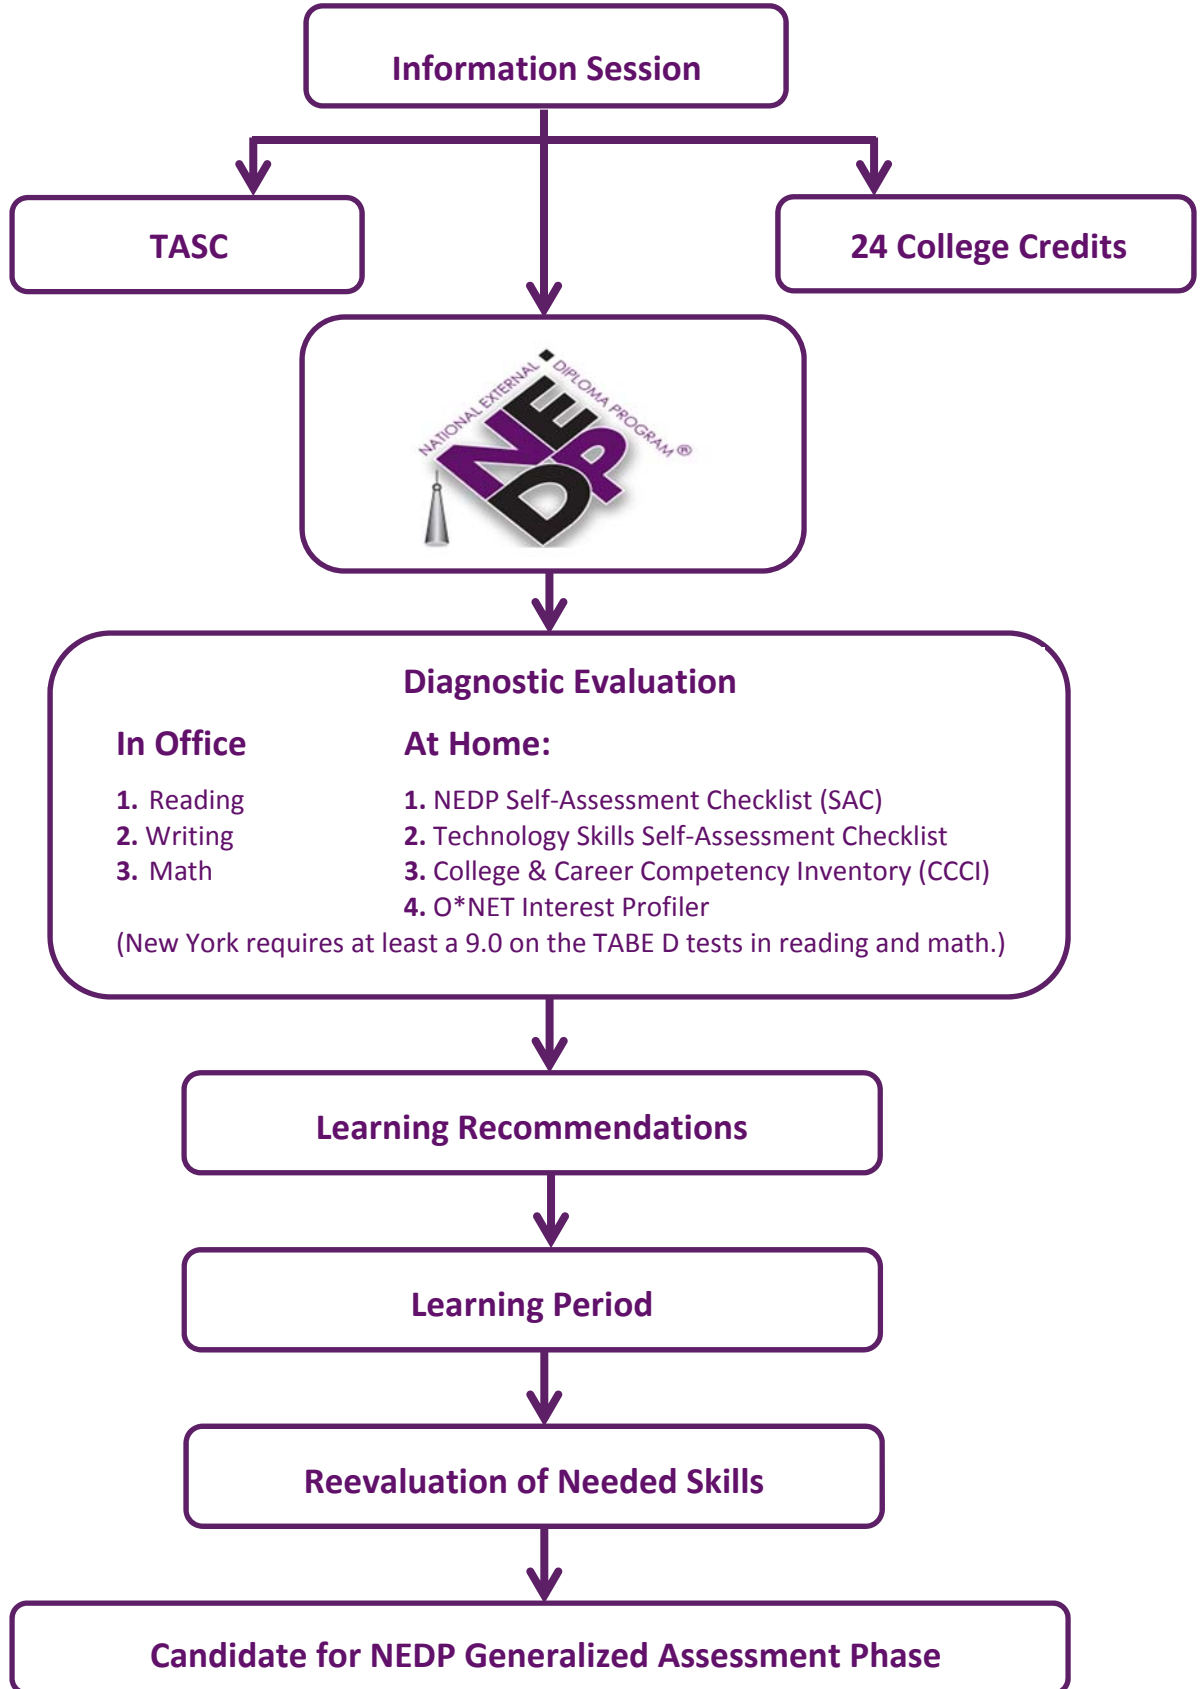 Information Session
TASC
24 College Credits
NATIONAL EXTERNAL DIPLOMA PROGRAM®
NEDP
Diagnostic Evaluation
In Office
1. Reading
2. Writing
3. Math
At Home:
1. NEDP Self-Assessment Checklist (SAC)
2. Technology Skills Self-Assessment Checklist
3. College & Career Competency Inventory (CCCI)
4. O*NET Interest Profiler
(New York requires at least a 9.0 on the TABE D tests in reading and math.)
Learning Recommendations
Learning Period
Reevaluation of Needed Skills
Candidate for NEDP Generalized Assessment Phase